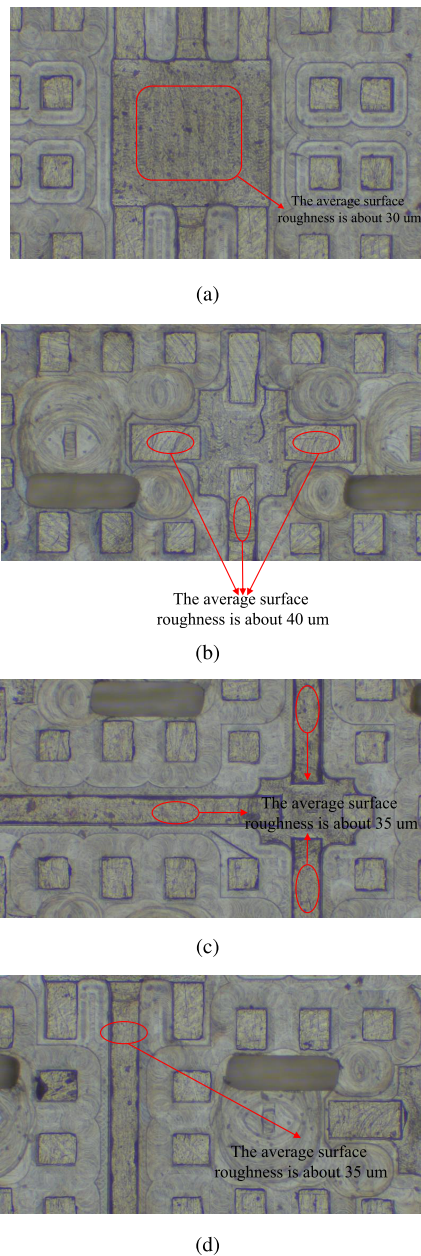 The average surface
roughness is about 30 um
(a)
The average surface
roughness is about 40 um
(b)
The average surface
roughness is about 35 um
(c)
The average surface
roughness is about 35 um
(d)